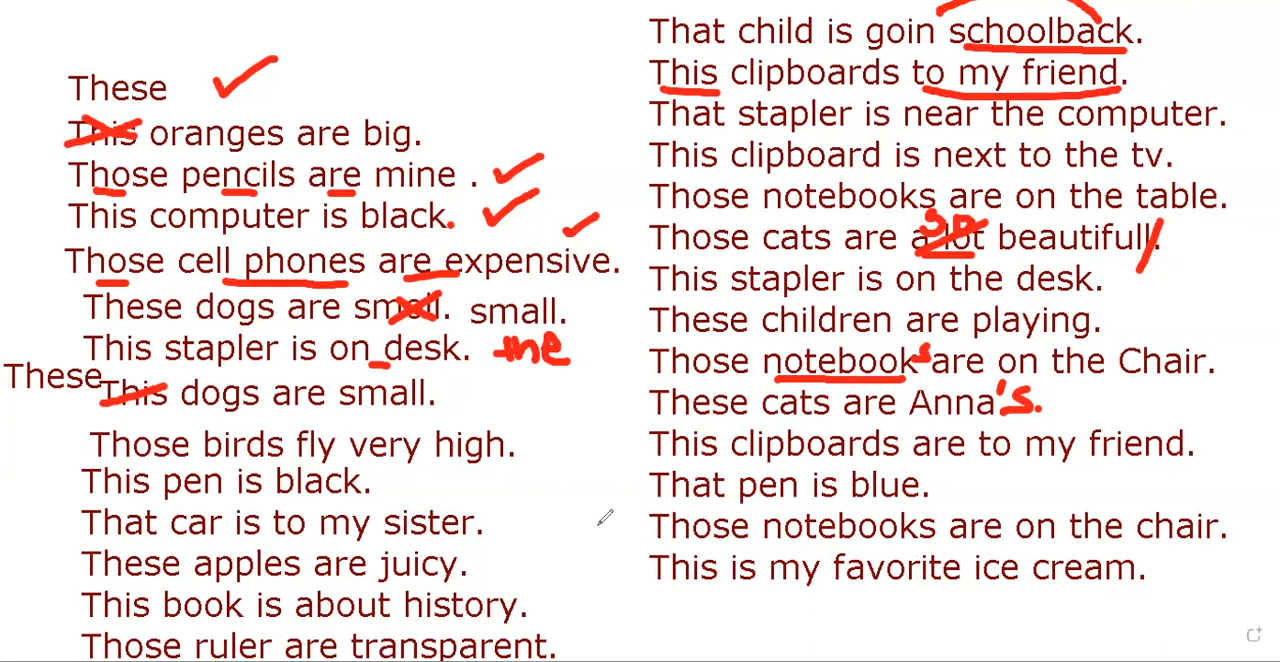 These
This oranges are big.
Those pencils are mine .
This computer is black.
Those cell phones are expensive.
These dogs are small. small.
This stapler is on desk. the
These
This dogs are small.
Those birds fly very high.
This pen is black.
That car is to my sister.
These apples are juicy.
This book is about history.
Those ruler are transparent.
That child is goin schoolback.
This clipboards to my friend.
That stapler is near the computer.
This clipboard is next to the tv.
Those notebooks are on the table.
so
Those cats are a lot beautifull.
This stapler is on the desk.
These children are playing.
Those notebooks are on the Chair.
These cats are Anna's.
This clipboards are to my friend.
That pen is blue.
Those notebooks are on the chair.
This is my favorite ice cream.